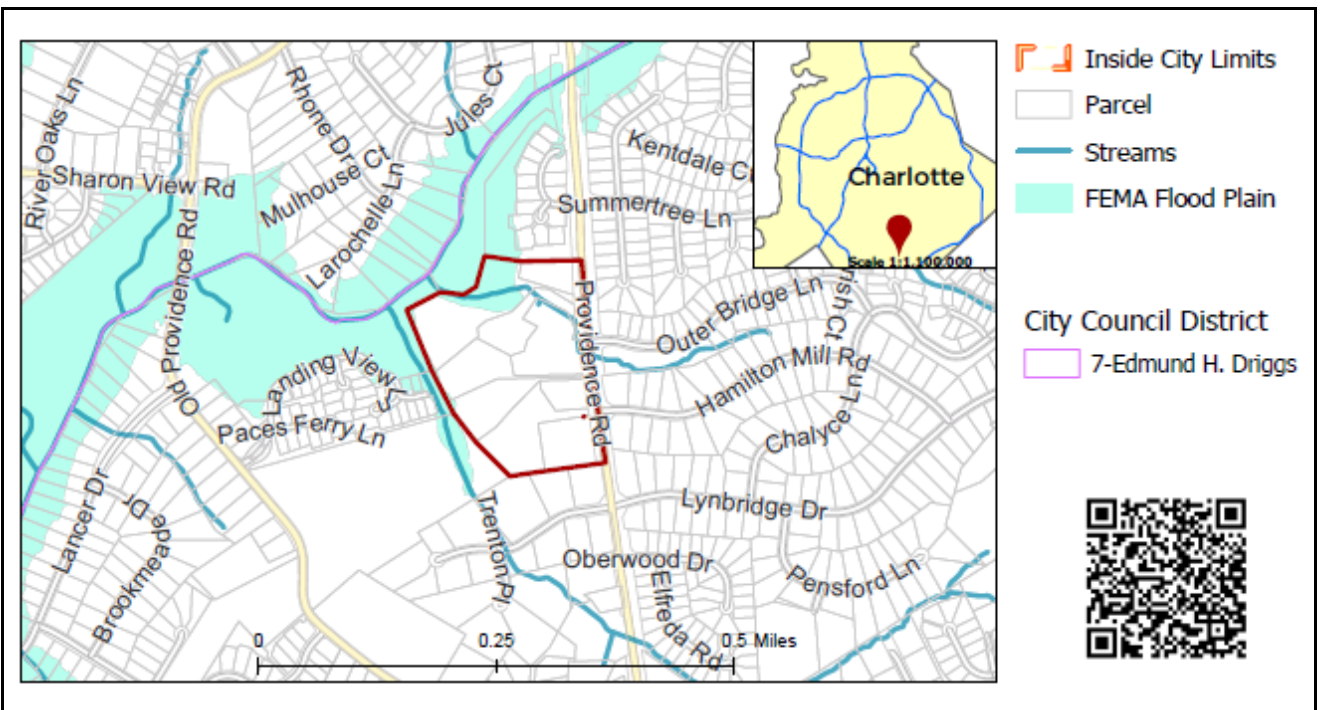 River Oaks Ln
Sharon View Rd
Old Providence Rd
Rhone Dr
Mulhouse Ct
Larochelle Ln
Jules Ct
Kentdale C
Summertree Ln
Charlotte
Scale 1:1,100,000
rish Ct
Providence Rd
Outer Bridge Ln
Hamilton Mill Rd
Chalyce Ln
Landing View Ln
Paces Ferry Ln
Lancer Dr
Brookmeade Dr
Trenton Pl
Lynbridge Dr
Oberwood Dr
Elfreda Rd
Pensford Ln
0 0.25 0.5 Miles
Inside City Limits
Parcel
Streams
FEMA Flood Plain
City Council District
7-Edmund H. Driggs